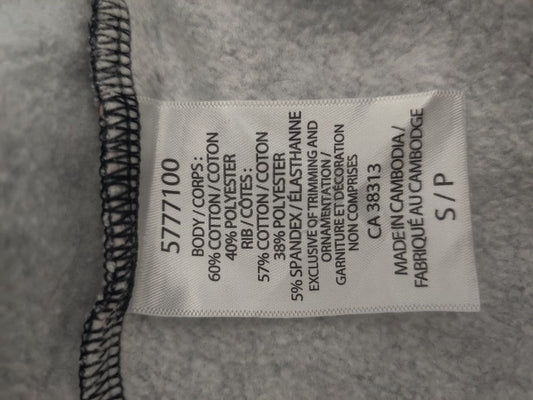 5777100
BODY / CORPS :
60% COTTON / COTON
40% POLYESTER
RIB / CÔTES :
57% COTTON / COTON
38% POLYESTER
5% SPANDEX / ÉLASTHANNE
EXCLUSIVE OF TRIMMING AND
ORNAMENTATION /
GARNITURE ET DÉCORATION
NON COMPRISES
CA 38313
MADE IN CAMBODIA /
FABRIQUÉ AU CAMBODGE
S / P